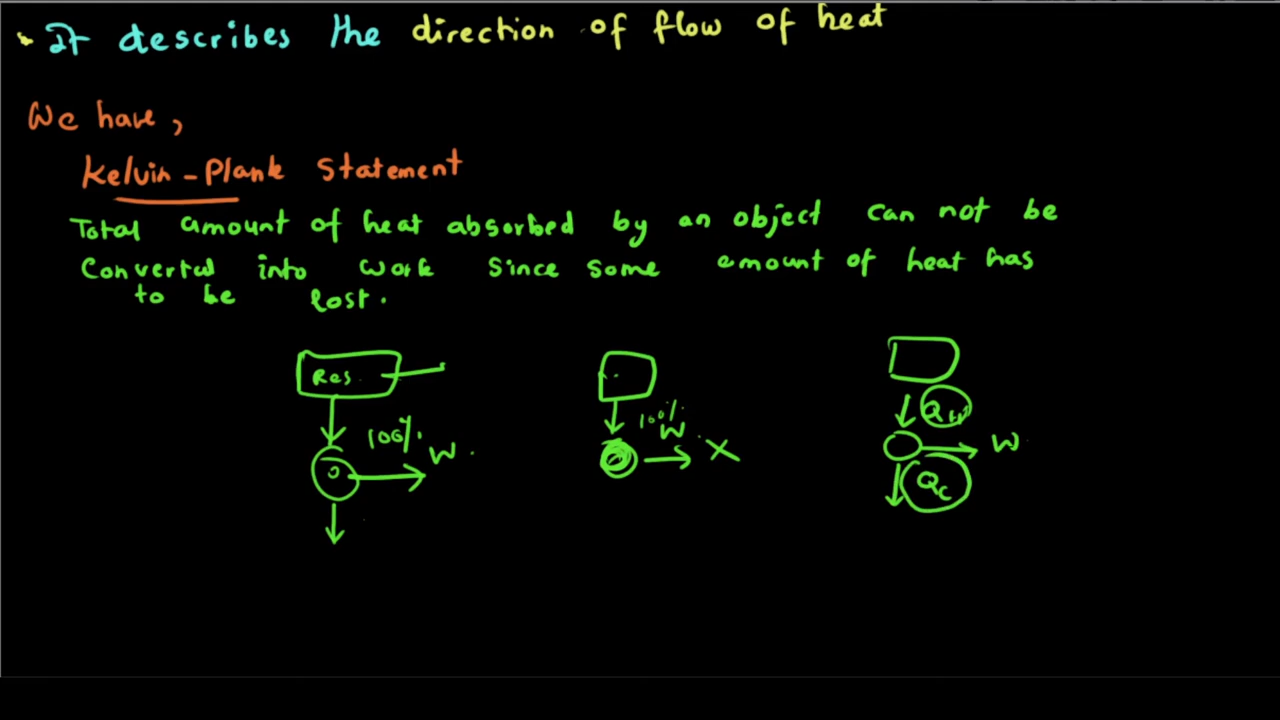 It describes the direction of flow of heat
We have,
Kelvin - Plank Statement
Total amount of heat absorbed by an object can not be
Converted into work since some amount of heat has
to be lost.
Res.
100%
W
100%
W
X
QH
W
QC